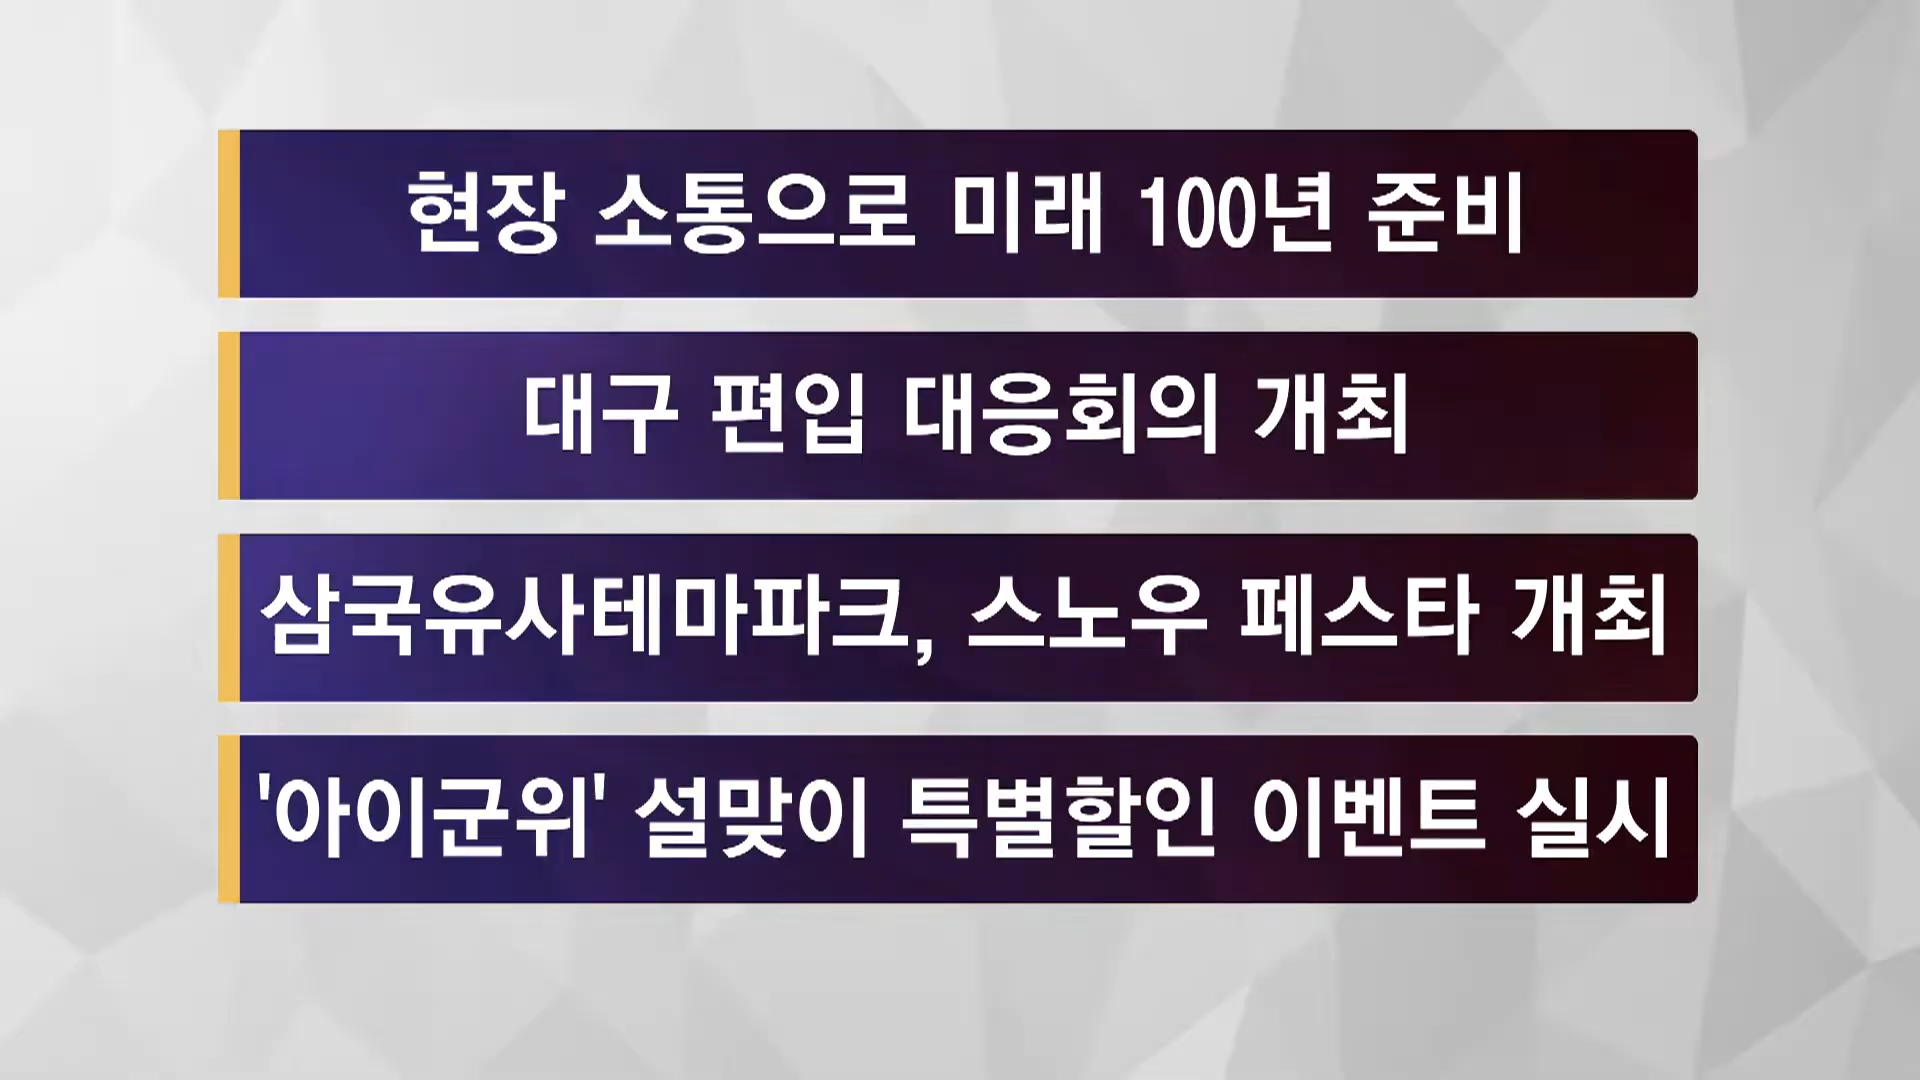 현장 소통으로 미래 100년 준비
대구 편입 대응회의 개최
삼국유사테마파크, 스노우 페스타 개최
'아이군위' 설맞이 특별할인 이벤트 실시